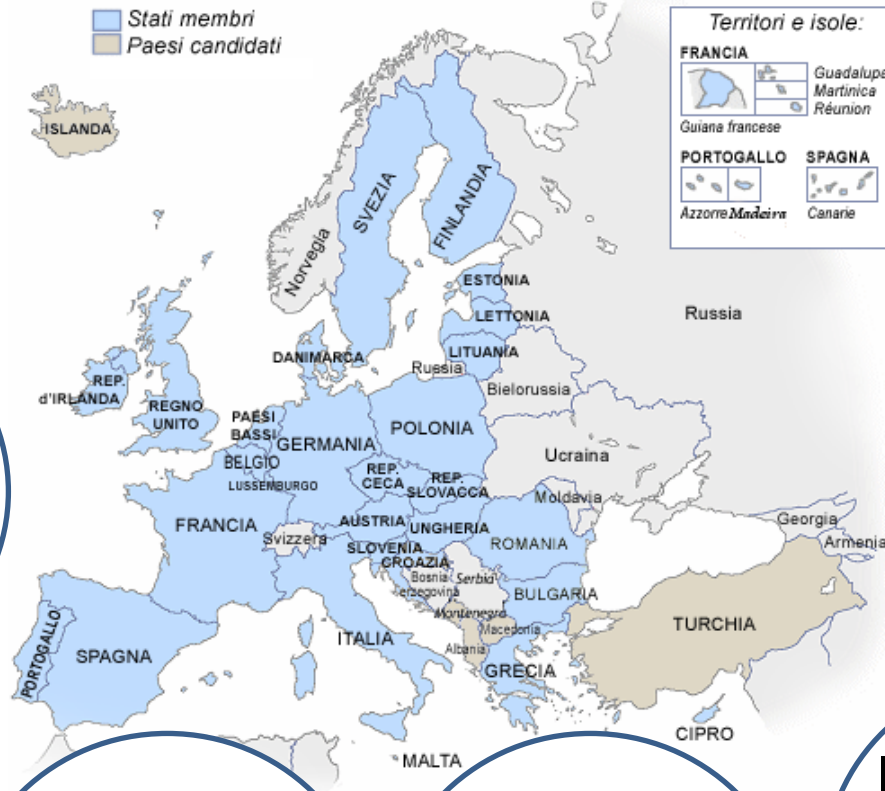 Stati membri
Paesi candidati
Territori e isole:
FRANCIA
Guadalupa
Martinica
Réunion
Guiana francese
PORTOGALLO SPAGNA
Azzorre Madeira Canarie
ISLANDA
SVEZIA
FINLANDIA
Norvegia
ESTONIA
LETTONIA
Russia
DANIMARCA
LITUANIA
Russia
Bielorussia
REP.
d'IRLANDA
REGNO
UNITO
PAESI
BASSI
GERMANIA
POLONIA
Ucraina
BELGIO
LUSSEMBURGO
REP.
CECA
REP.
SLOVACCA
Moldavia
FRANCIA
Svizzera
AUSTRIA
UNGHERIA
ROMANIA
Georgia
Armenia
SLOVENIA
CROAZIA
Bosnia
erzegovina
Serbia
BULGARIA
Montenegro
Macedonia
Albania
ITALIA
TURCHIA
PORTOGALLO
SPAGNA
GRECIA
CIPRO
MALTA